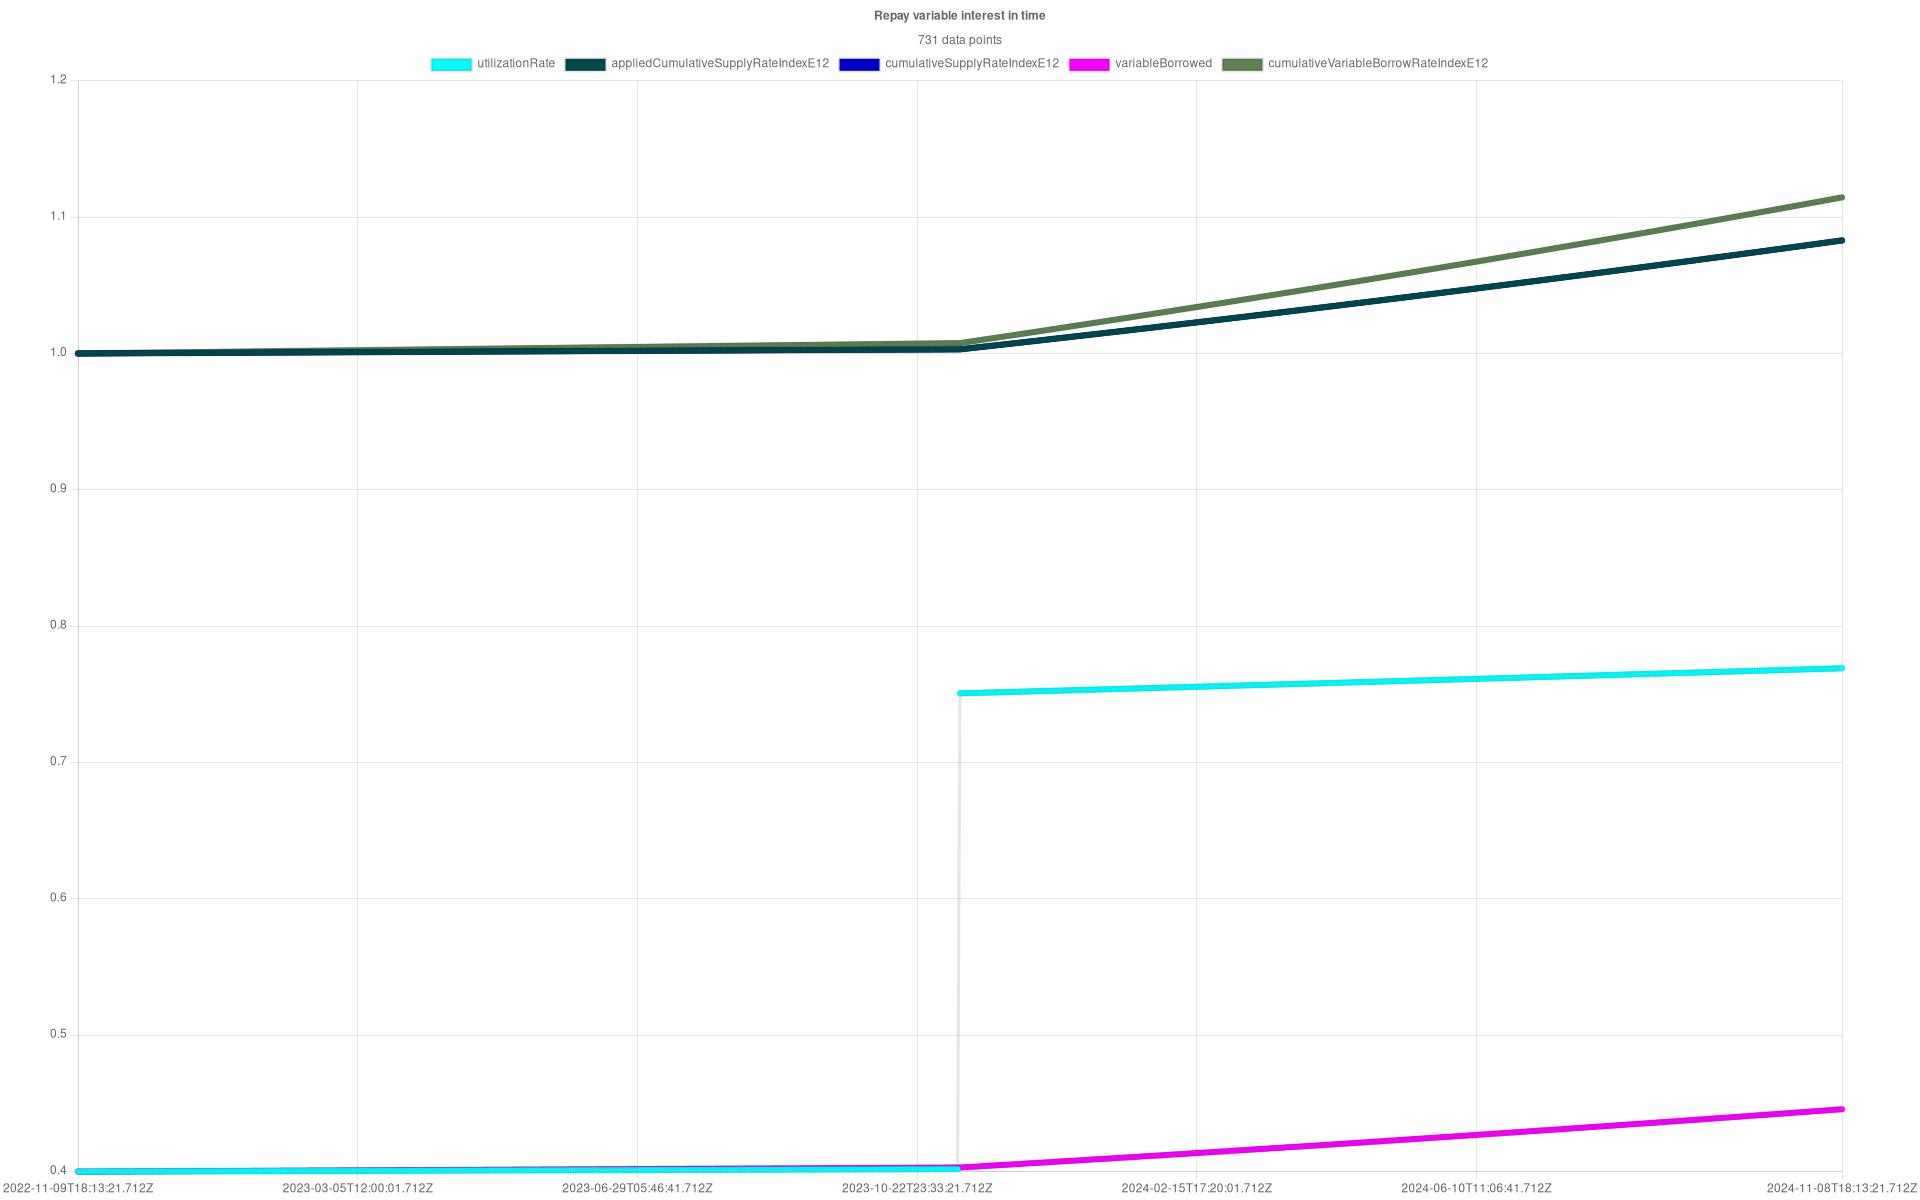 Repay variable interest in time
731 data points
utilizationRate appliedCumulativeSupplyRateIndexE12 cumulativeSupplyRateIndexE12 variableBorrowed cumulativeVariableBorrowRateIndexE12
1.2
1.1
1.0
0.9
0.8
0.7
0.6
0.5
0.4
2022-11-09T18:13:21.712Z 2023-03-05T12:00:01.712Z 2023-06-29T05:46:41.712Z 2023-10-22T23:33:21.712Z 2024-02-15T17:20:01.712Z 2024-06-10T11:06:41.712Z 2024-11-08T18:13:21.712Z